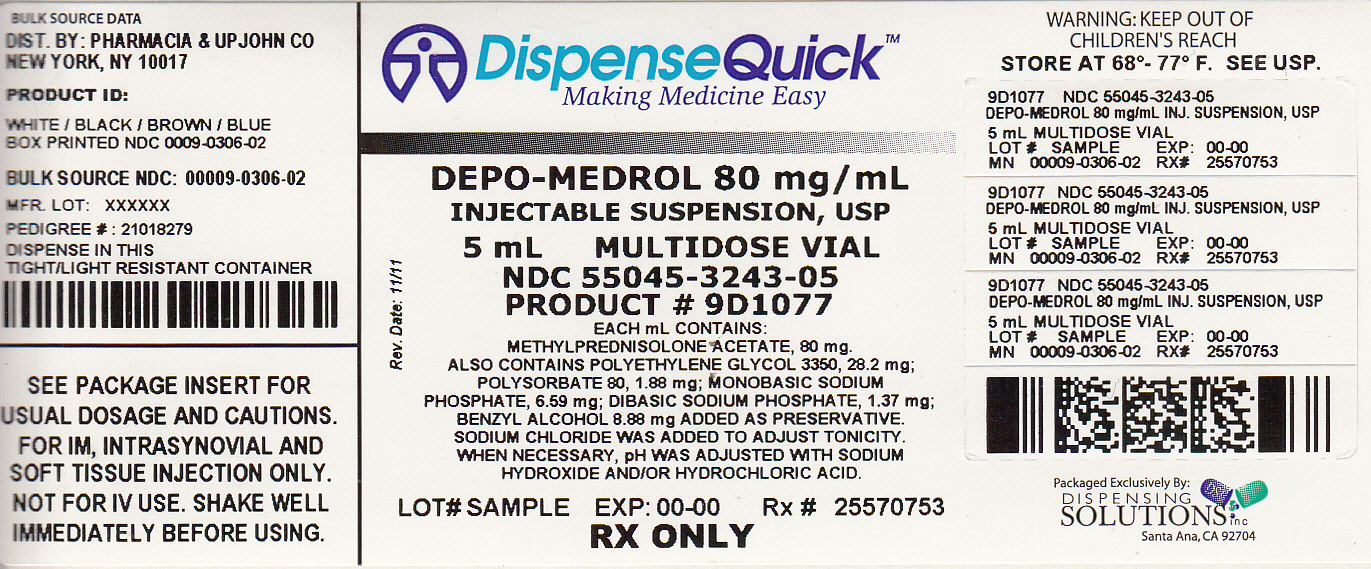 BULK SOURCE DATA
DIST. BY: PHARMACIA & UPJOHN CO
NEW YORK, NY 10017
PRODUCT ID:
WHITE / BLACK / BROWN / BLUE
BOX PRINTED NDC 0009-0306-02
BULK SOURCE NDC: 00009-0306-02
MFR. LOT: XXXXXX
PEDIGREE # : 21018279
DISPENSE IN THIS
TIGHT/LIGHT RESISTANT CONTAINER
SEE PACKAGE INSERT FOR
USUAL DOSAGE AND CAUTIONS.
FOR IM, INTRASYNOVIAL AND
SOFT TISSUE INJECTION ONLY.
NOT FOR IV USE. SHAKE WELL
IMMEDIATELY BEFORE USING.
DispenseQuick™
Making Medicine Easy
DEPO-MEDROL 80 mg/mL
INJECTABLE SUSPENSION, USP
5 mL MULTIDOSE VIAL
NDC 55045-3243-05
PRODUCT # 9D1077
Rev. Date: 11/11
EACH mL CONTAINS:
METHYLPREDNISOLONE ACETATE, 80 mg.
ALSO CONTAINS POLYETHYLENE GLYCOL 3350, 28.2 mg;
POLYSORBATE 80, 1.88 mg; MONOBASIC SODIUM
PHOSPHATE, 6.59 mg; DIBASIC SODIUM PHOSPHATE, 1.37 mg;
BENZYL ALCOHOL 8.88 mg ADDED AS PRESERVATIVE.
SODIUM CHLORIDE WAS ADDED TO ADJUST TONICITY.
WHEN NECESSARY, pH WAS ADJUSTED WITH SODIUM
HYDROXIDE AND/OR HYDROCHLORIC ACID.
LOT# SAMPLE EXP: 00-00 Rx # 25570753
RX ONLY
WARNING: KEEP OUT OF
CHILDREN'S REACH
STORE AT 68°- 77° F. SEE USP.
9D1077 NDC 55045-3243-05
DEPO-MEDROL 80 mg/mL INJ. SUSPENSION, USP
5 mL MULTIDOSE VIAL
LOT # SAMPLE EXP: 00-00
MN 00009-0306-02 RX# 25570753
9D1077 NDC 55045-3243-05
DEPO-MEDROL 80 mg/mL INJ. SUSPENSION, USP
5 mL MULTIDOSE VIAL
LOT # SAMPLE EXP: 00-00
MN 00009-0306-02 RX# 25570753
9D1077 NDC 55045-3243-05
DEPO-MEDROL 80 mg/mL INJ. SUSPENSION, USP
5 mL MULTIDOSE VIAL
LOT # SAMPLE EXP: 00-00
MN 00009-0306-02 RX# 25570753
Packaged Exclusively By:
DISPENSING
SOLUTIONS inc
Santa Ana, CA 92704